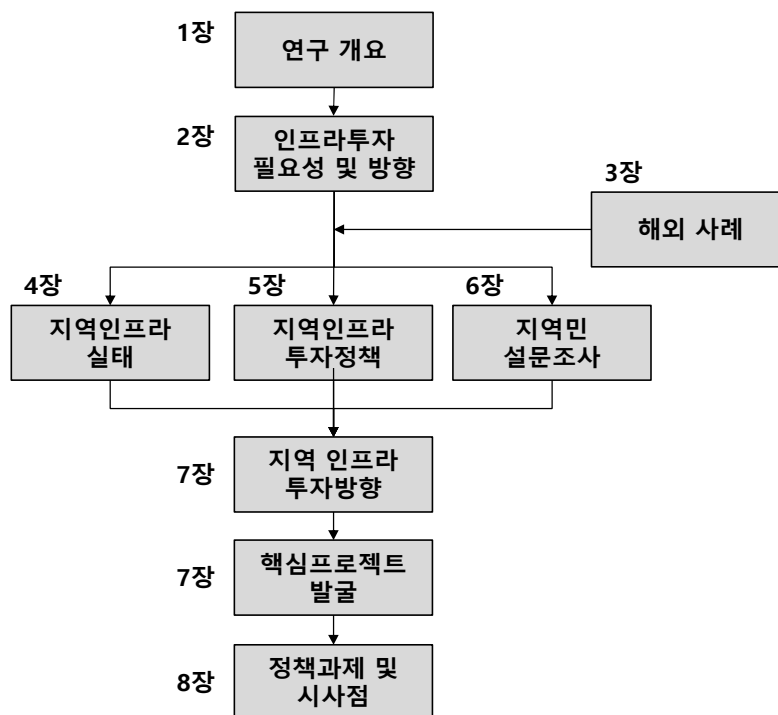 1장
연구 개요
2장
인프라투자
필요성 및 방향
3장
해외 사례
4장
지역인프라
실태
5장
지역인프라
투자정책
6장
지역민
설문조사
7장
지역 인프라
투자방향
7장
핵심프로젝트
발굴
8장
정책과제 및
시사점